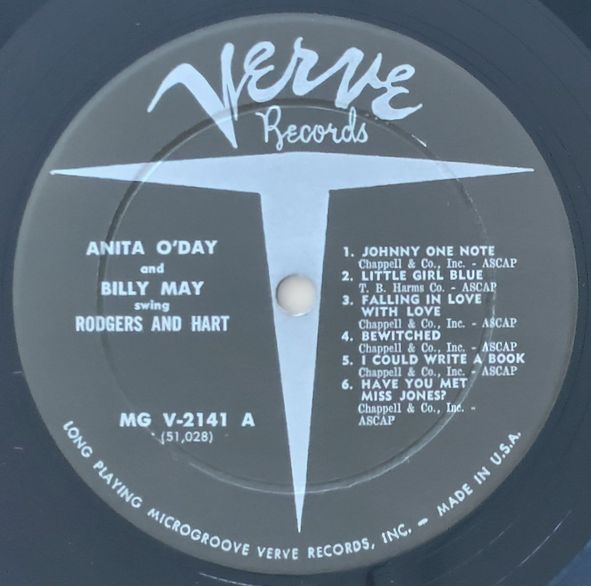 Verve
Records
ANITA O'DAY
and
BILLY MAY
swing
RODGERS AND HART
MG V-2141 A
(51,028)
1. JOHNNY ONE NOTE
Chappell & Co., Inc. - ASCAP
2. LITTLE GIRL BLUE
T. B. Harms Co. - ASCAP
3. FALLING IN LOVE
WITH LOVE
Chappell & Co., Inc. - ASCAP
4. BEWITCHED
Chappell & Co., Inc. - ASCAP
5. I COULD WRITE A BOOK
Chappell & Co., Inc. - ASCAP
6. HAVE YOU MET
MISS JONES?
Chappell & Co., Inc. -
ASCAP
LONG PLAYING MICROGROOVE VERVE RECORDS, INC. – MADE IN U.S.A.